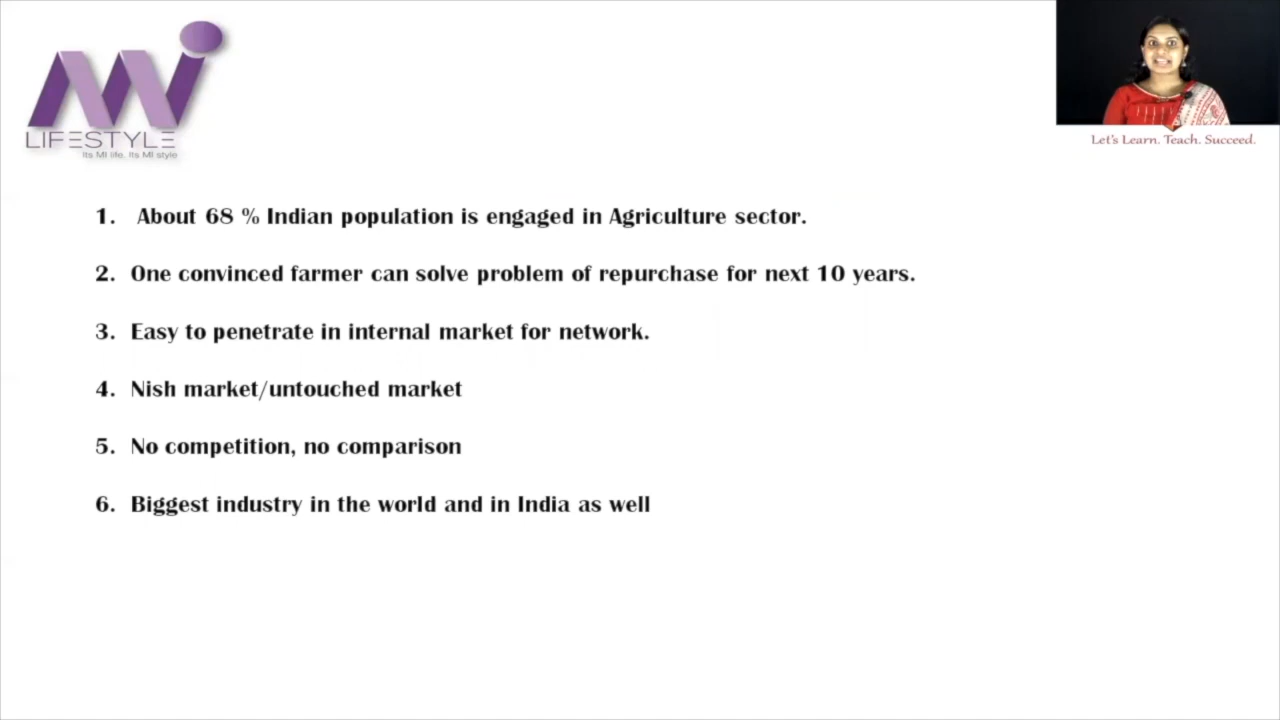 Mi
LIFESTYLE
Its MI life. Its MI style
Let's Learn. Teach. Succeed.
1. About 68 % Indian population is engaged in Agriculture sector.
2. One convinced farmer can solve problem of repurchase for next 10 years.
3. Easy to penetrate in internal market for network.
4. Nish market/untouched market
5. No competition, no comparison
6. Biggest industry in the world and in India as well